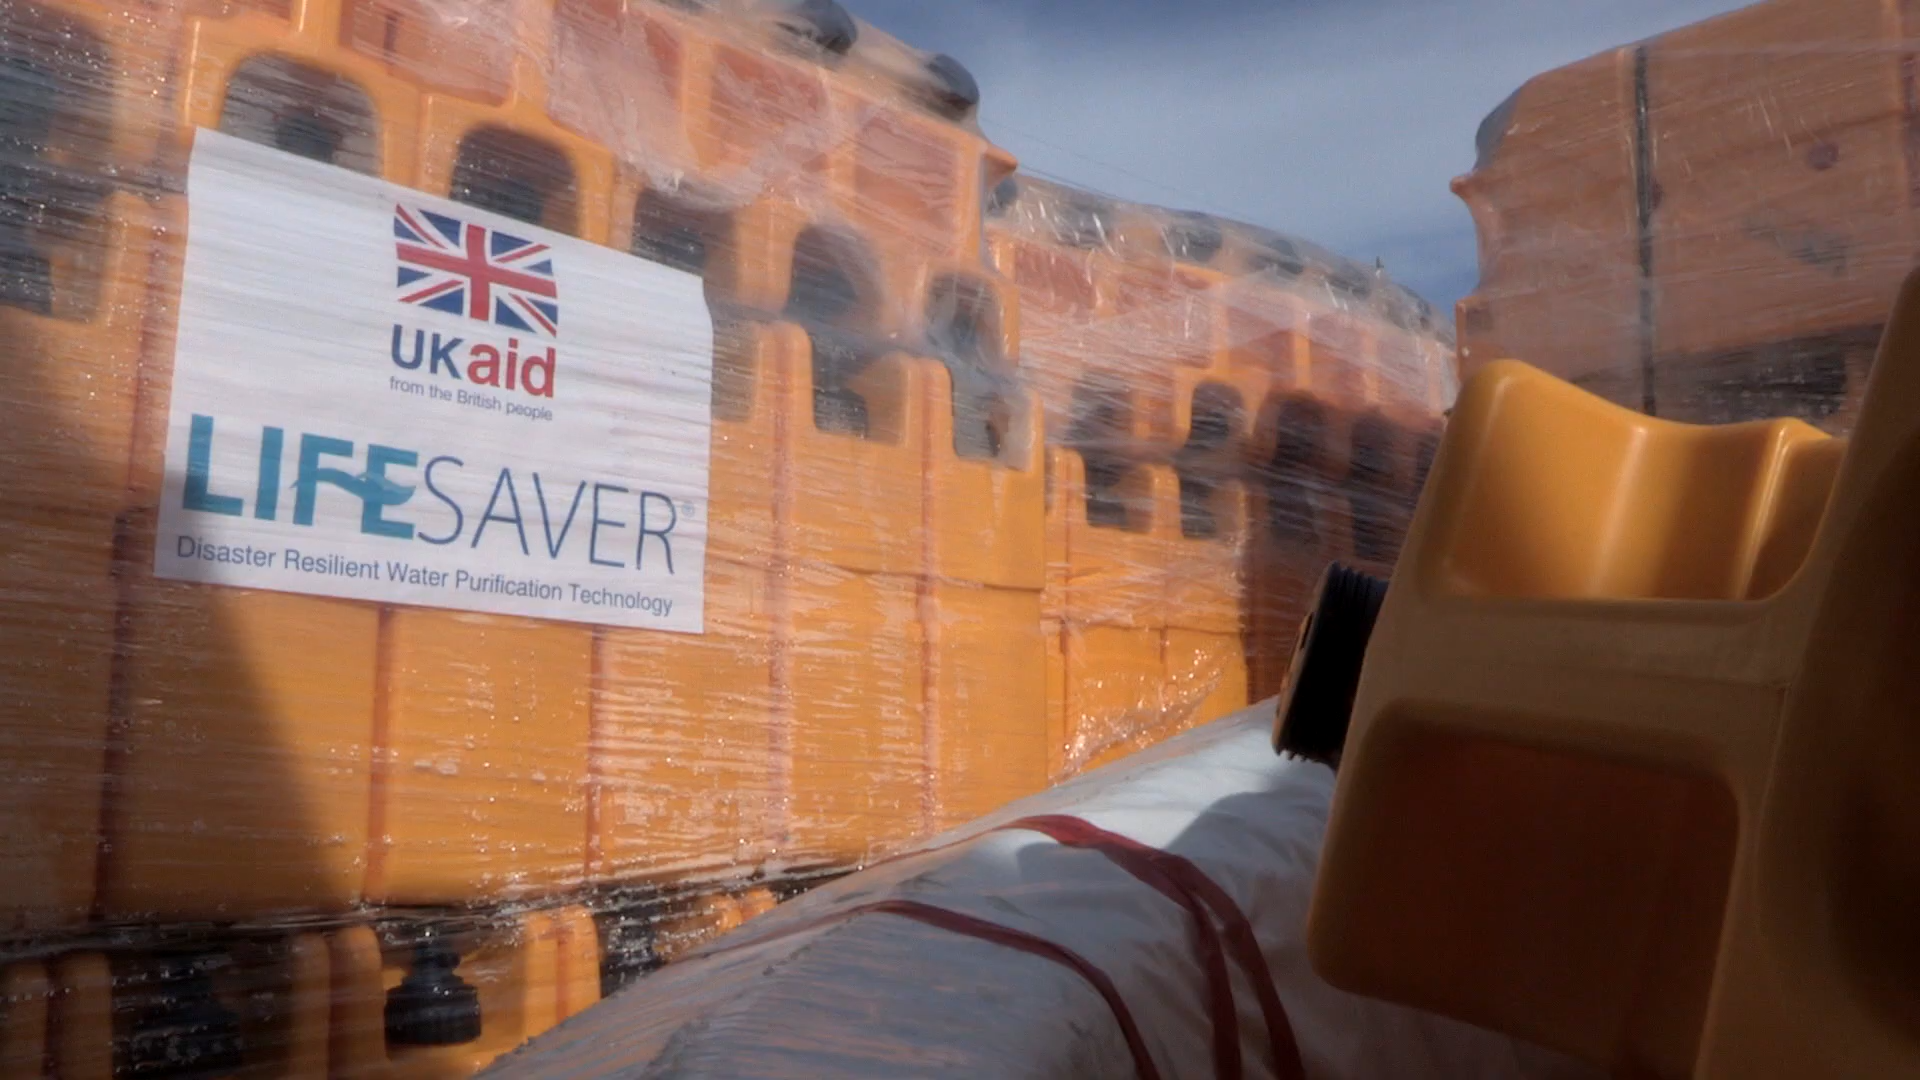 UKaid
from the British people
LIFESAVER®
Disaster Resilient Water Purification Technology